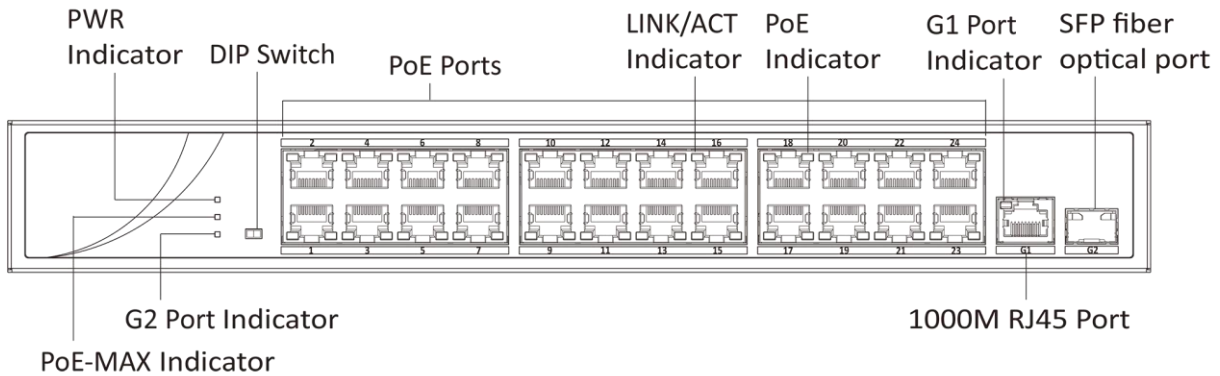 PWR
Indicator
DIP Switch
PoE Ports
LINK/ACT
Indicator
PoE
Indicator
G1 Port
Indicator
SFP fiber
optical port
2 4 6 8 10 12 14 16 18 20 22 24
1 3 5 7 9 11 13 15 17 19 21 23 G1 G2
G2 Port Indicator
1000M RJ45 Port
PoE-MAX Indicator